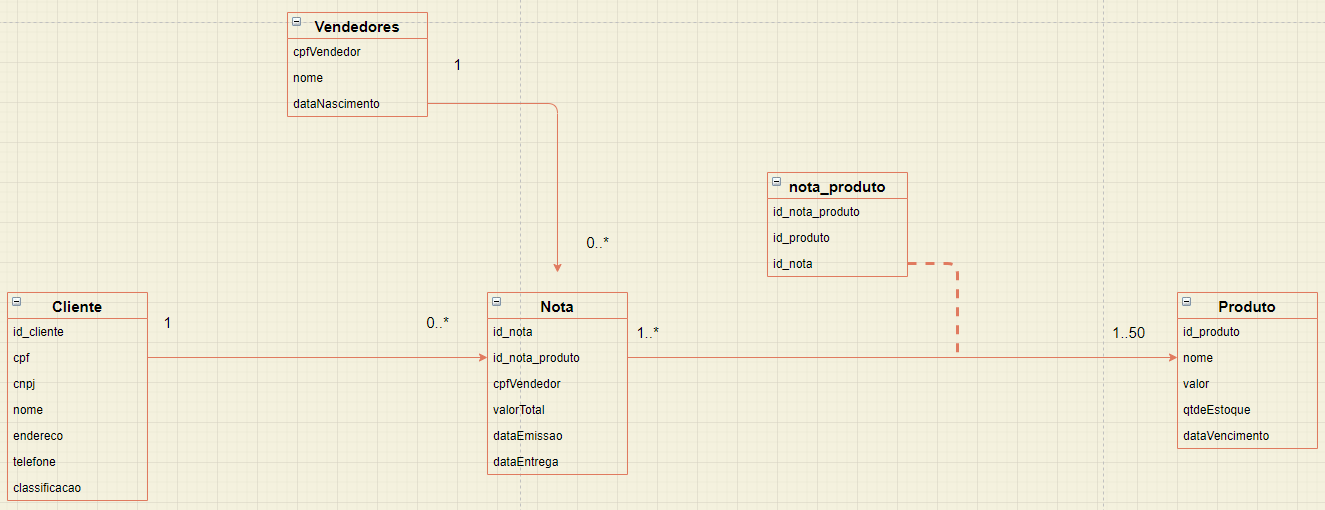 Vendedores
cpfVendedor
nome
dataNascimento
1
0..*
nota_produto
id_nota_produto
id_produto
id_nota
Cliente
id_cliente
cpf
cnpj
nome
endereco
telefone
classificacao
1
0..*
Nota
id_nota
id_nota_produto
cpfVendedor
valorTotal
dataEmissao
dataEntrega
1..*
1..50
Produto
id_produto
nome
valor
qtdeEstoque
dataVencimento